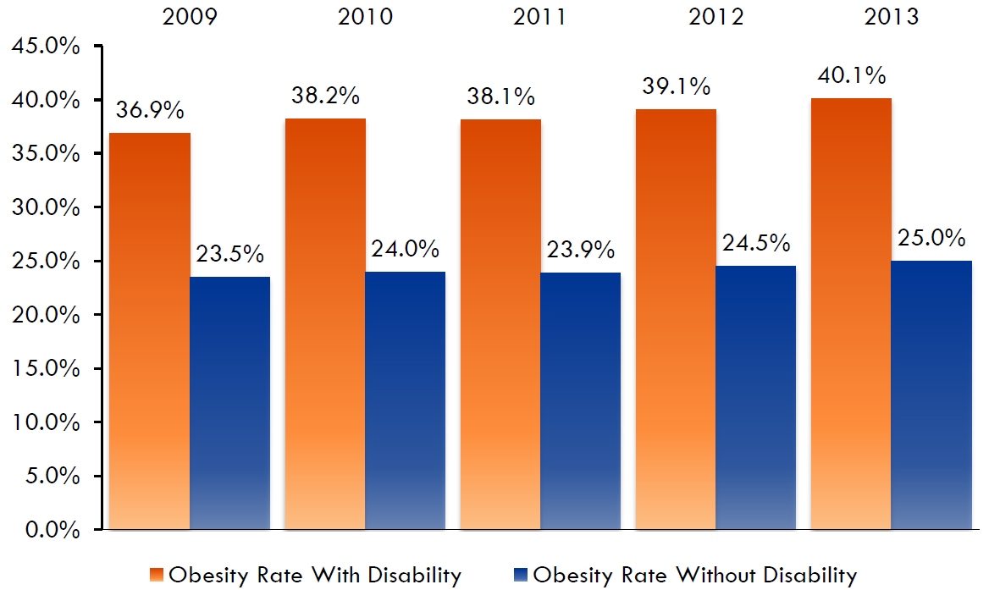 2009 2010 2011 2012 2013
45.0%
40.0%
35.0%
30.0%
25.0%
20.0%
15.0%
10.0%
5.0%
0.0%
36.9% 38.2% 38.1% 39.1% 40.1%
23.5% 24.0% 23.9% 24.5% 25.0%
Obesity Rate With Disability Obesity Rate Without Disability